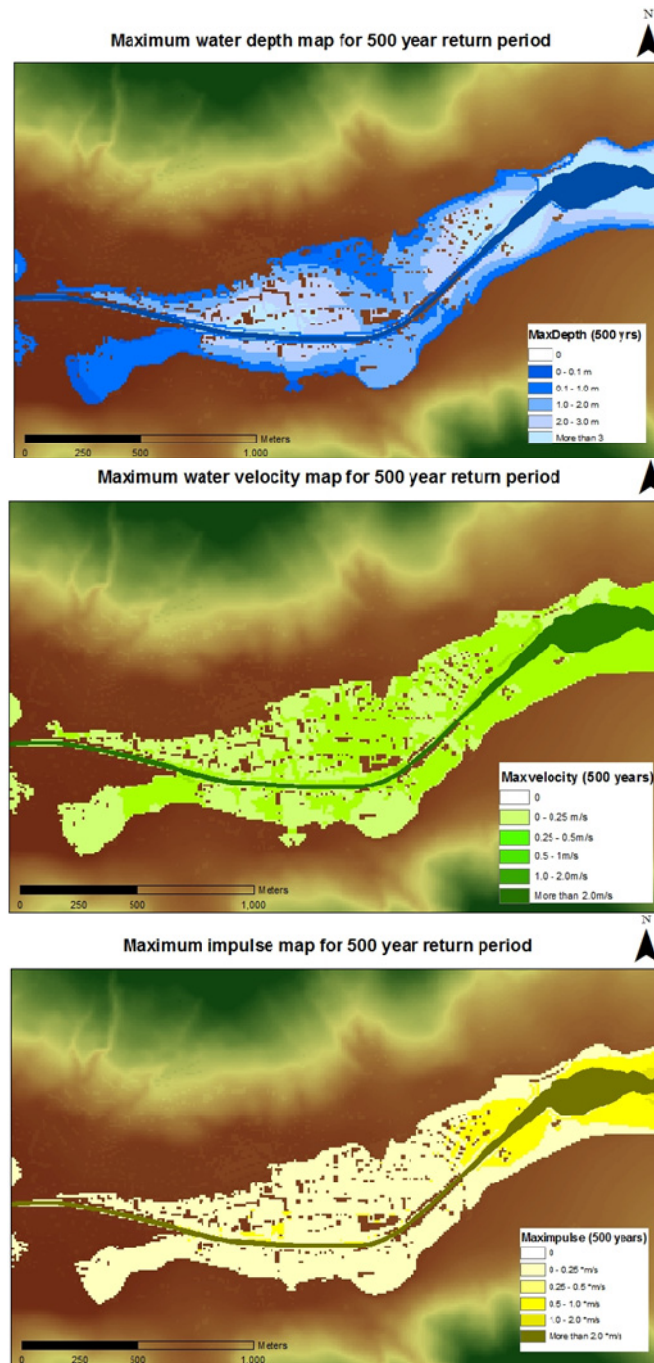 N
Maximum water depth map for 500 year return period
MaxDepth (500 yrs)
0
0 - 0.1 m
0.1 - 1.0 m
1.0 - 2.0 m
2.0 - 3.0 m
More than 3
0 250 500 1,000
Meters
Maximum water velocity map for 500 year return period
Maxvelocity (500 years)
0
0 - 0.25 m/s
0.25 - 0.5m/s
0.5 - 1m/s
1.0 - 2.0m/s
More than 2.0m/s
Meters
0 250 500 1,000
N
Maximum impulse map for 500 year return period
Maximpulse (500 years)
0
0 - 0.25 *m/s
0.25 - 0.5 *m/s
0.5 - 1.0 *m/s
1.0 - 2.0 *m/s
More than 2.0 *m/s
Meters
0 250 500 1,000